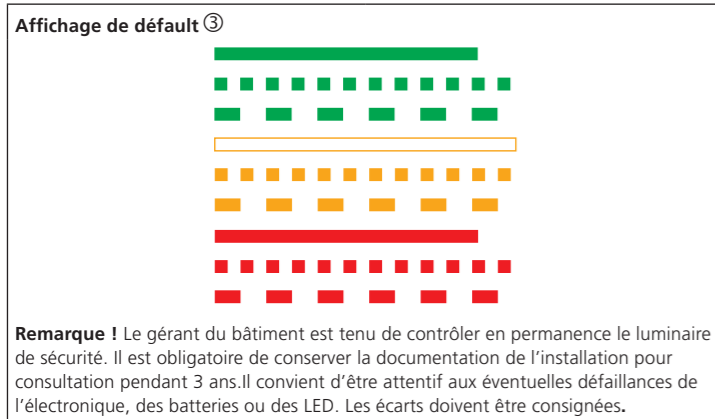 Affichage de défault ③
Remarque ! Le gérant du bâtiment est tenu de contrôler en permanence le luminaire
de sécurité. Il est obligatoire de conserver la documentation de l’installation pour
consultation pendant 3 ans.Il convient d’être attentif aux éventuelles défaillances de
l’électronique, des batteries ou des LED. Les écarts doivent être consignées.